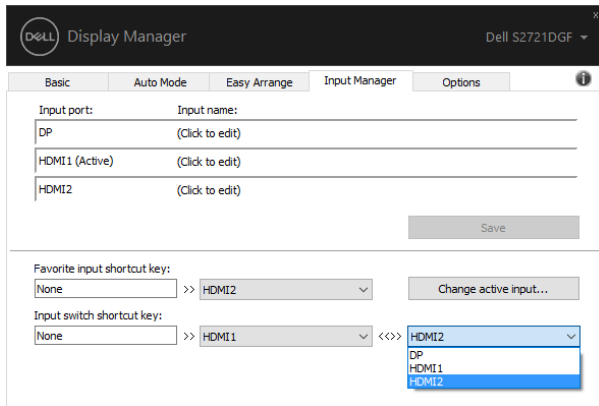 x
DELL Display Manager Dell S2721DGF
Basic Auto Mode Easy Arrange Input Manager Options i
Input port: Input name:
DP (Click to edit)
HDMI1 (Active) (Click to edit)
HDMI2 (Click to edit)
Save
Favorite input shortcut key:
None >> HDMI2 Change active input...
Input switch shortcut key:
None >> HDMI1 <<>> HDMI2
DP
HDMI1
HDMI2